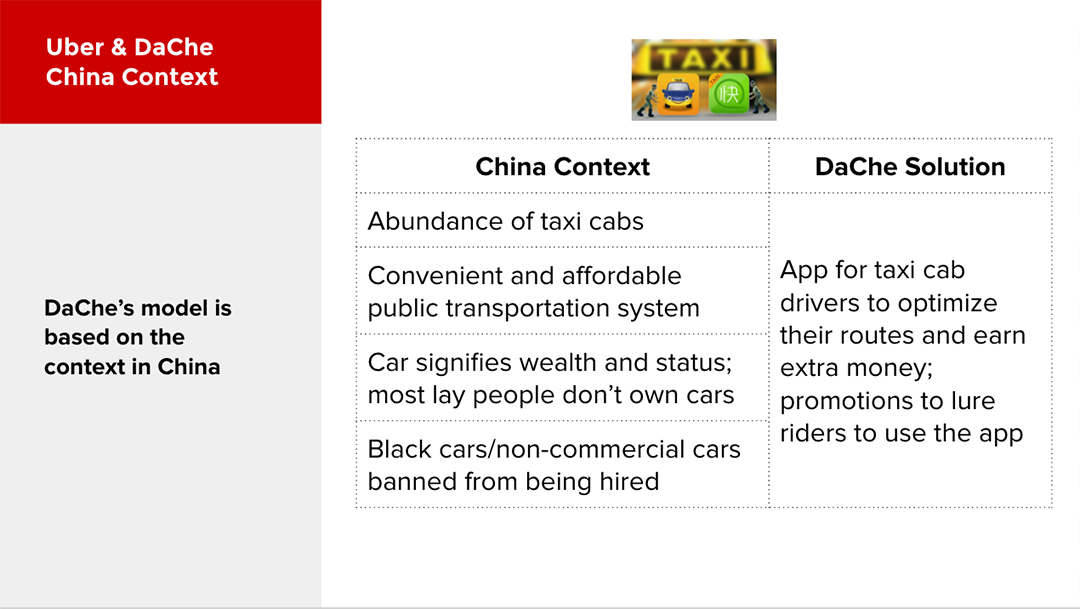 Uber & DaChe
China Context
TAXI
TAXI
快
China Context
DaChe Solution
Abundance of taxi cabs
Convenient and affordable
public transportation system
Car signifies wealth and status;
most lay people don’t own cars
Black cars/non-commercial cars
banned from being hired
App for taxi cab
drivers to optimize
their routes and earn
extra money;
promotions to lure
riders to use the app
DaChe’s model is
based on the
context in China